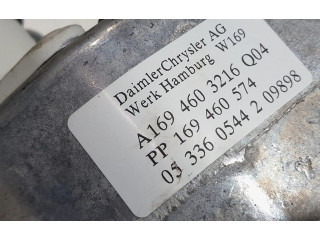 DaimlerChrysler AG
Werk Hamburg W169
A169 460 3216 Q04
PP 169 460 574
05 336 0544 2 09898